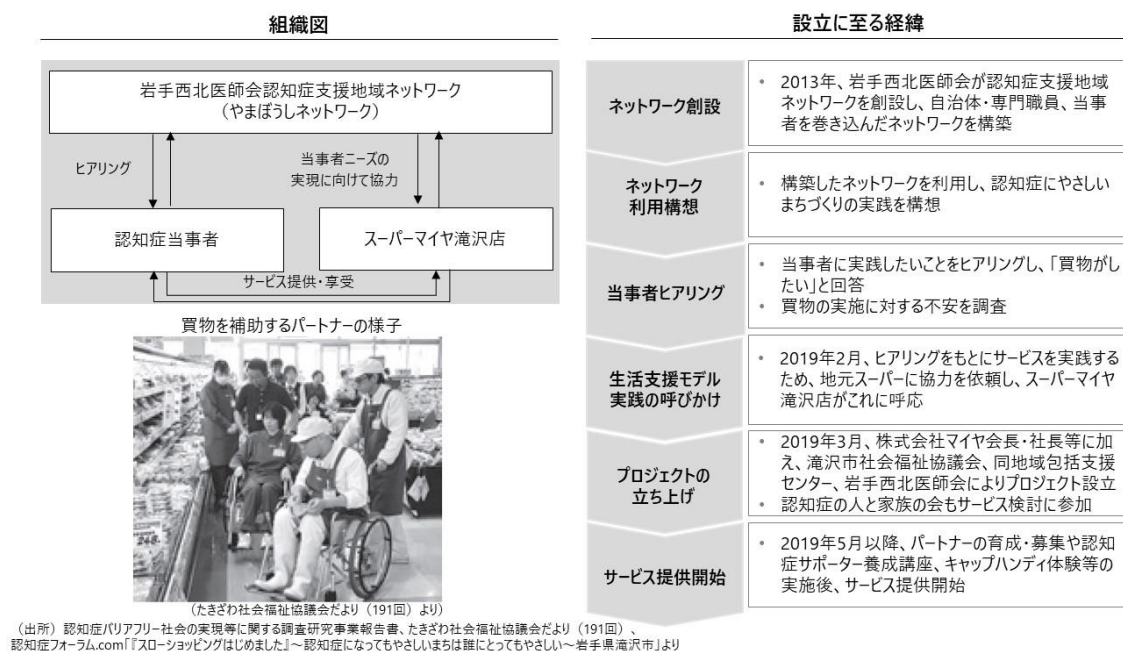 組織図
岩手西北医師会認知症支援地域ネットワーク
(やまぼうしネットワーク)
ヒアリング
当事者ニーズの
実現に向けて協力
認知症当事者
スーパーマイヤ滝沢店
サービス提供・享受
買物を補助するパートナーの様子
(たきざわ社会福祉協議会だより(191回)より)
設立に至る経緯
ネットワーク創設
• 2013年、岩手西北医師会が認知症支援地域
ネットワークを創設し、自治体・専門職員、当事
者を巻き込んだネットワークを構築
ネットワーク
利用構想
• 構築したネットワークを利用し、認知症にやさしい
まちづくりの実践を構想
当事者ヒアリング
• 当事者に実践したいことをヒアリングし、「買物がし
たい」と回答
• 買物の実施に対する不安を調査
生活支援モデル
実践の呼びかけ
• 2019年2月、ヒアリングをもとにサービスを実践する
ため、地元スーパーに協力を依頼し、スーパーマイヤ
滝沢店がこれに呼応
プロジェクトの
立ち上げ
• 2019年3月、株式会社マイヤ会長・社長等に加
え、滝沢市社会福祉協議会、同地域包括支援
センター、岩手西北医師会によりプロジェクト設立
• 認知症の人と家族の会もサービス検討に参加
サービス提供開始
• 2019年5月以降、パートナーの育成・募集や認知
症サポーター養成講座、キャップハンディ体験等の
実施後、サービス提供開始
(出所)認知症バリアフリー社会の実現等に関する調査研究事業報告書、たきざわ社会福祉協議会だより(191回)、
認知症フォーラム.com「『スローショッピングはじめました』~認知症になってもやさしいまちは誰にとってもやさしい~岩手県滝沢市」より